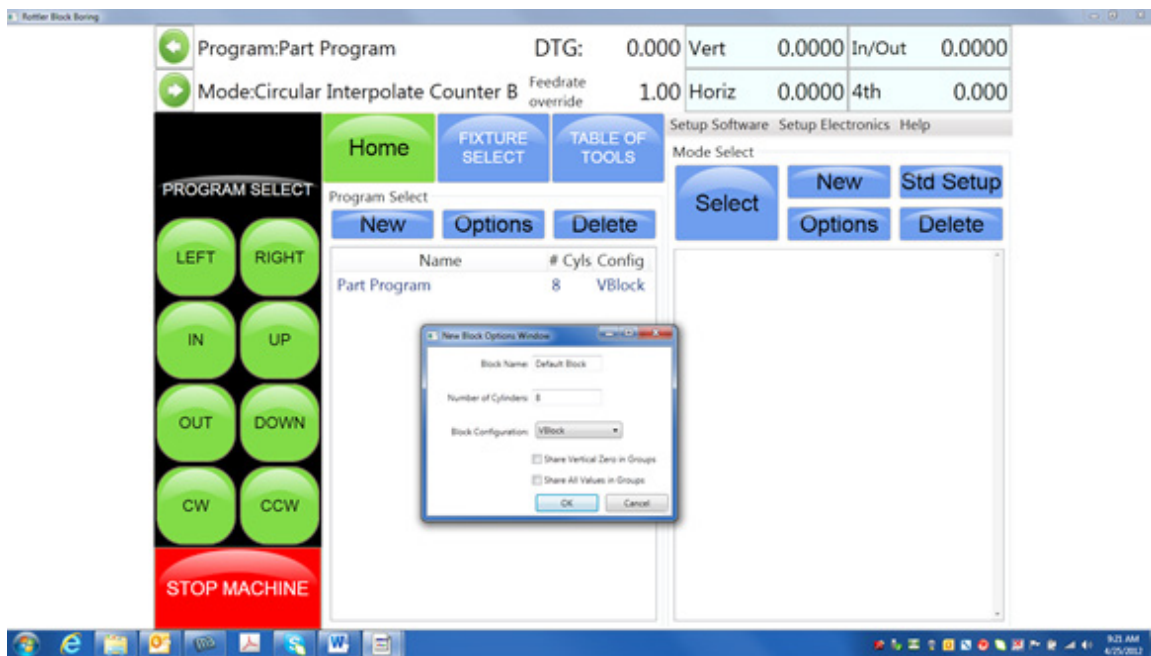 Rottler Block Boring
Program:Part Program DTG: 0.000 Vert 0.0000 In/Out 0.0000
Mode:Circular Interpolate Counter B Feedrate override 1.00 Horiz 0.0000 4th 0.000
Setup Software Setup Electronics Help
Home FIXTURE SELECT TABLE OF TOOLS
Mode Select
PROGRAM SELECT
Program Select
Select New Std Setup
New Options Delete
Options Delete
LEFT RIGHT
Name # Cyls Config
Part Program 8 VBlock
IN UP
New Block Options Window
Block Name: Default Block
Number of Cylinders: 8
Block Configuration: VBlock
Share Vertical Zero in Groups
Share All Values in Groups
OK Cancel
OUT DOWN
CW CCW
STOP MACHINE
9:21 AM
4/25/2012